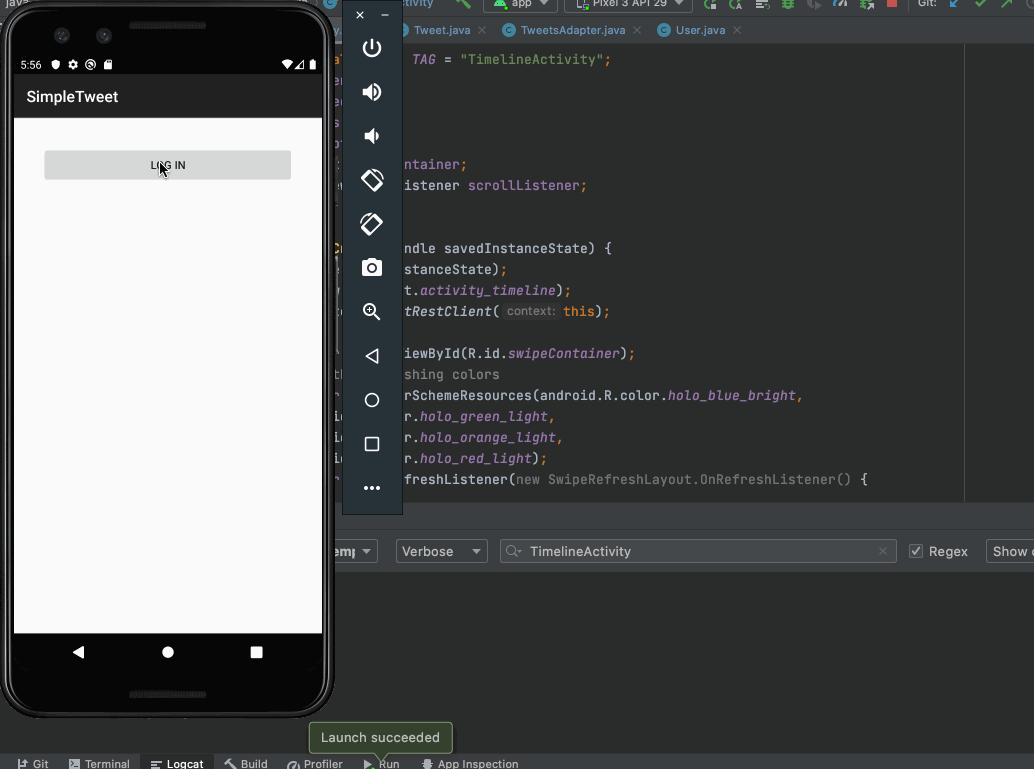 java
ctivity
app
Pixel 3 API 29
Git:
Tweet.java
TweetsAdapter.java
User.java
5:56
SimpleTweet
LOG IN
TAG = "TimelineActivity";
ntainer;
istener scrollListener;
ndle savedInstanceState) {
stanceState);
t.activity_timeline);
tRestClient( context: this);
iewById(R.id.swipeContainer);
shing colors
rSchemeResources(android.R.color.holo_blue_bright,
r.holo_green_light,
r.holo_orange_light,
r.holo_red_light);
freshListener(new SwipeRefreshLayout.OnRefreshListener() {
Verbose
TimelineActivity
Regex
Show
Launch succeeded
Git
Terminal
Logcat
Build
Profiler
Run
App Inspection